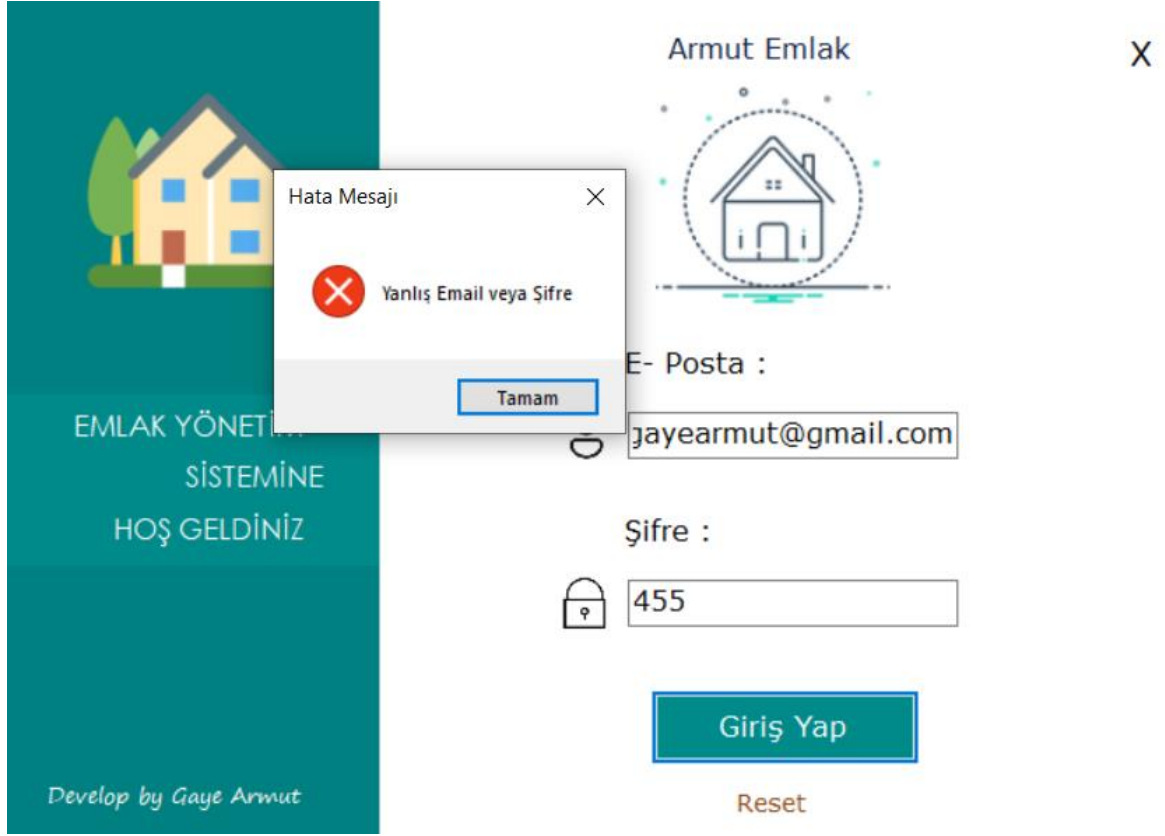 Armut Emlak
X
Hata Mesajı
Yanlış Email veya Şifre
Tamam
EMLAK
SİSTEMİNE
HOŞ GELDİNİZ
Develop by Gaye Armut
E- Posta :
gayearmut@gmail.com
Şifre :
455
Giriş Yap
Reset